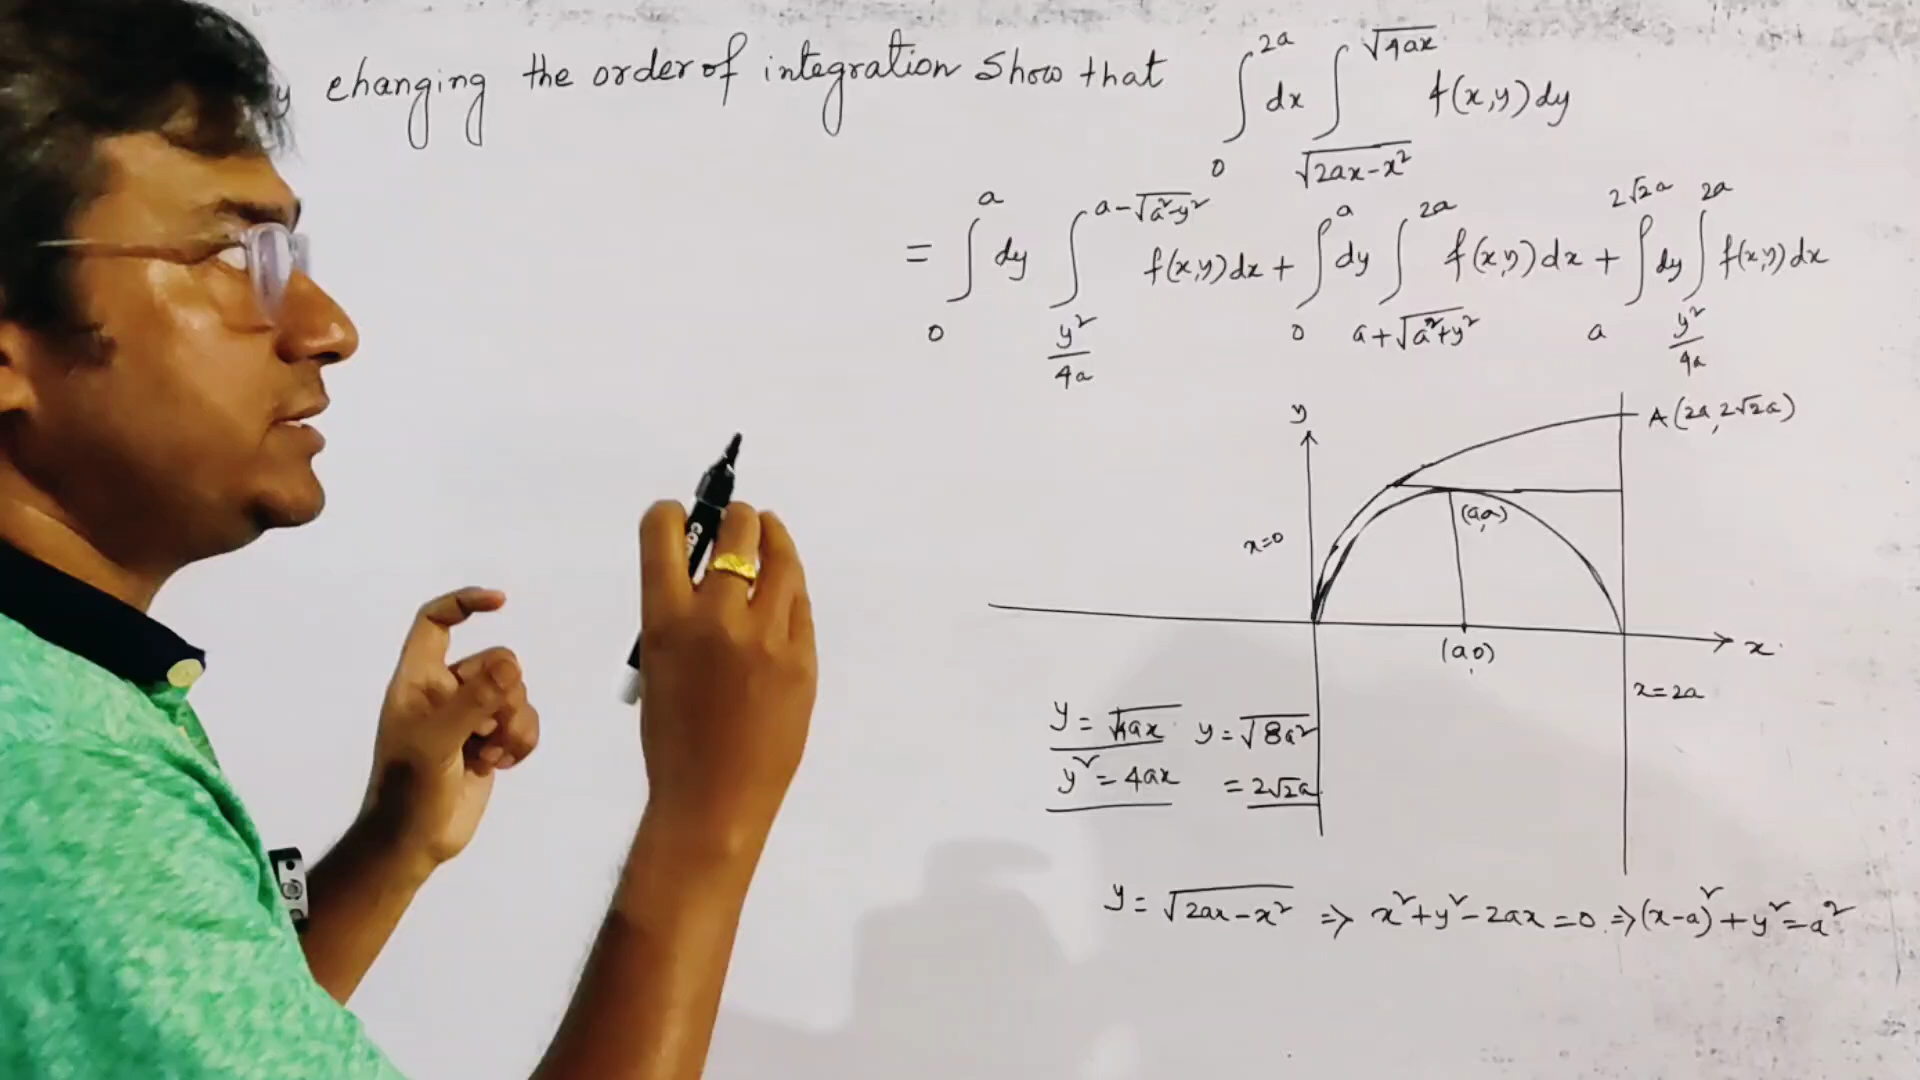 y changing the order of integration show that ∫₀^{2a} dx ∫_{√(2ax-x²)}^{√(4ax)} f(x,y) dy
= ∫₀^{a} dy ∫_{y²/4a}^{a-√(a²-y²)} f(x,y) dx + ∫₀^{a} dy ∫_{a+√(a²+y²)}^{2a} f(x,y) dx + ∫_{a}^{2√2a} dy ∫_{y²/4a}^{2a} f(x,y) dx
y
A (2a, 2√2a)
(a,a)
x=0
(a,0)
x
x=2a
y = √4ax y = √8a²
y² = 4ax = 2√2a
y = √2ax-x² ⇒ x²+y²-2ax=0 ⇒ (x-a)²+y²=a²